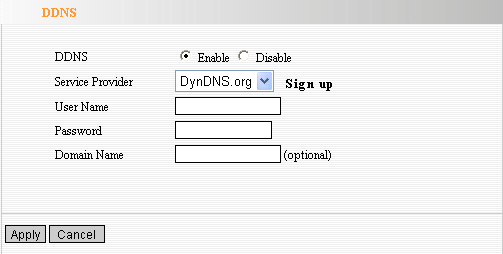 DDNS
DDNS Enable Disable
Service Provider DynDNS.org Sign up
User Name
Password
Domain Name (optional)
Apply Cancel